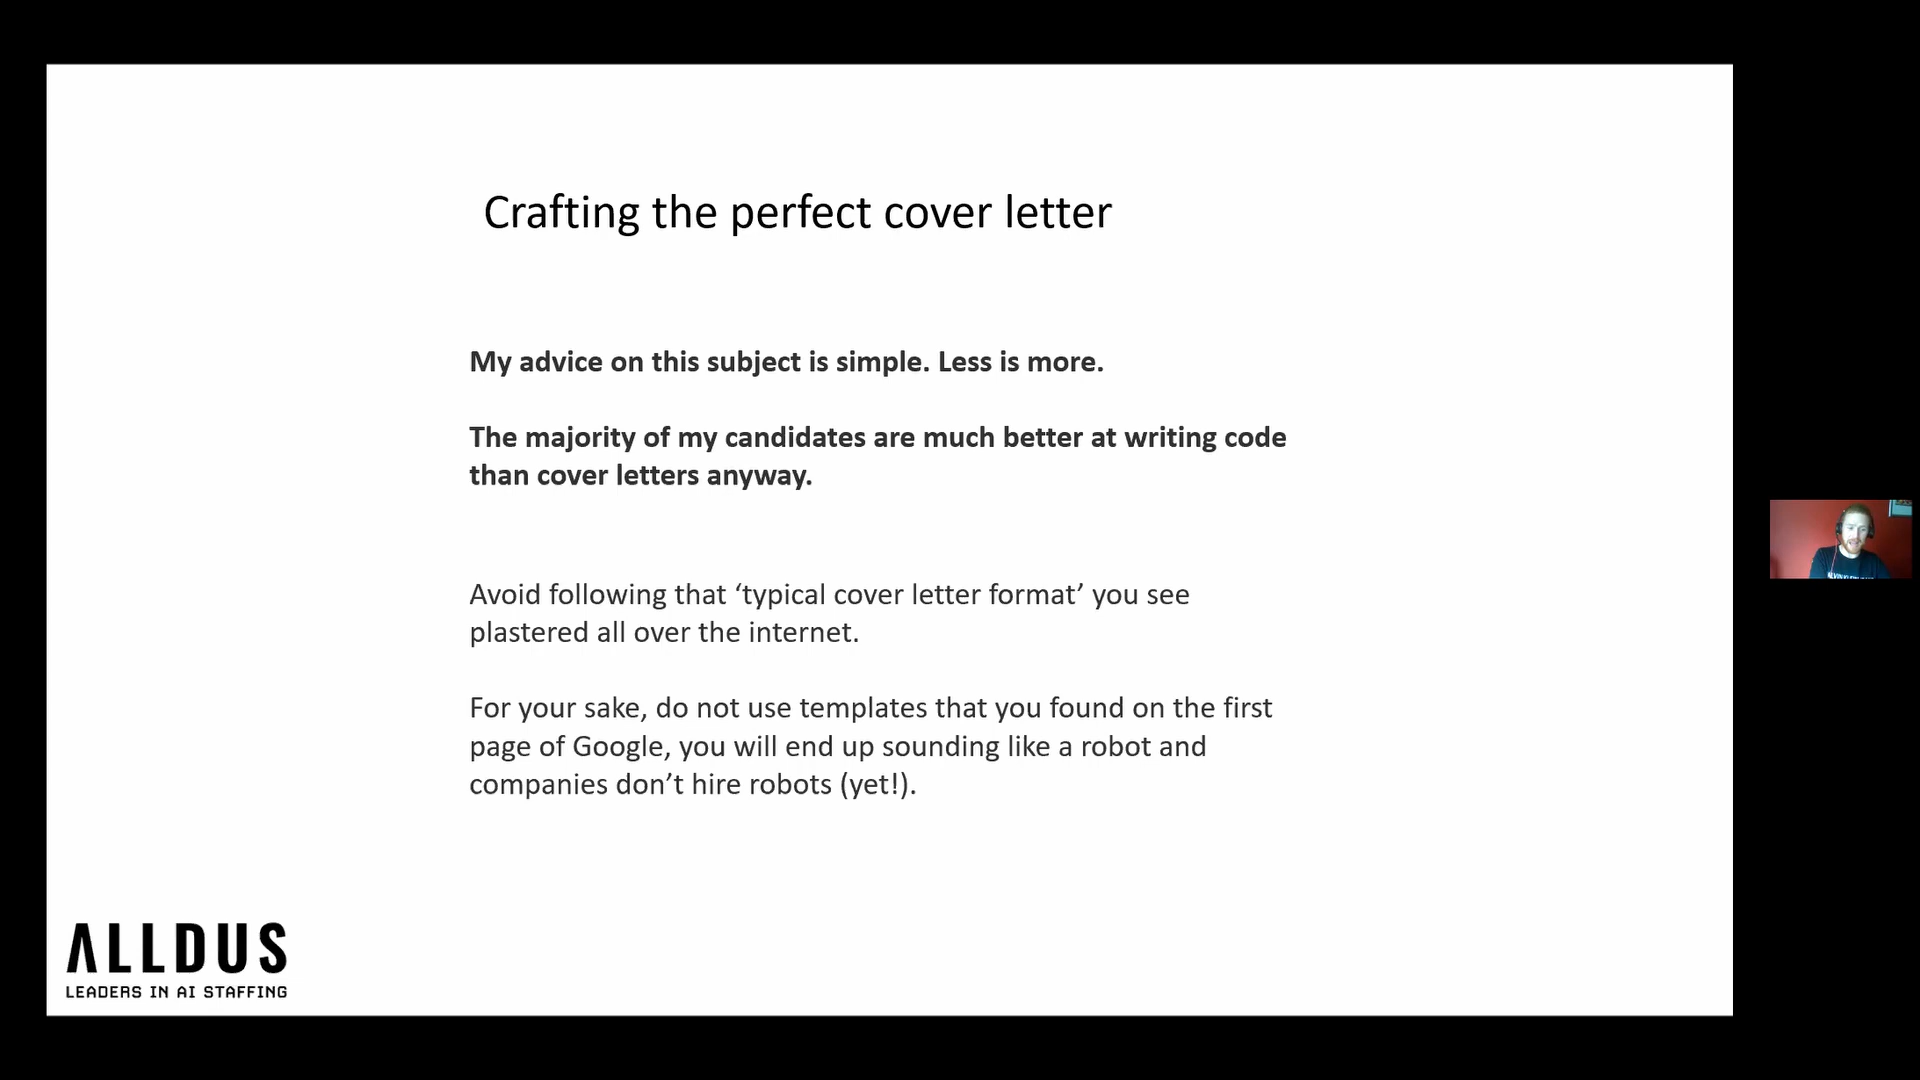 Crafting the perfect cover letter
My advice on this subject is simple. Less is more.
The majority of my candidates are much better at writing code
than cover letters anyway.
Avoid following that ‘typical cover letter format’ you see
plastered all over the internet.
For your sake, do not use templates that you found on the first
page of Google, you will end up sounding like a robot and
companies don’t hire robots (yet!).
ALLDUS
LEADERS IN AI STAFFING